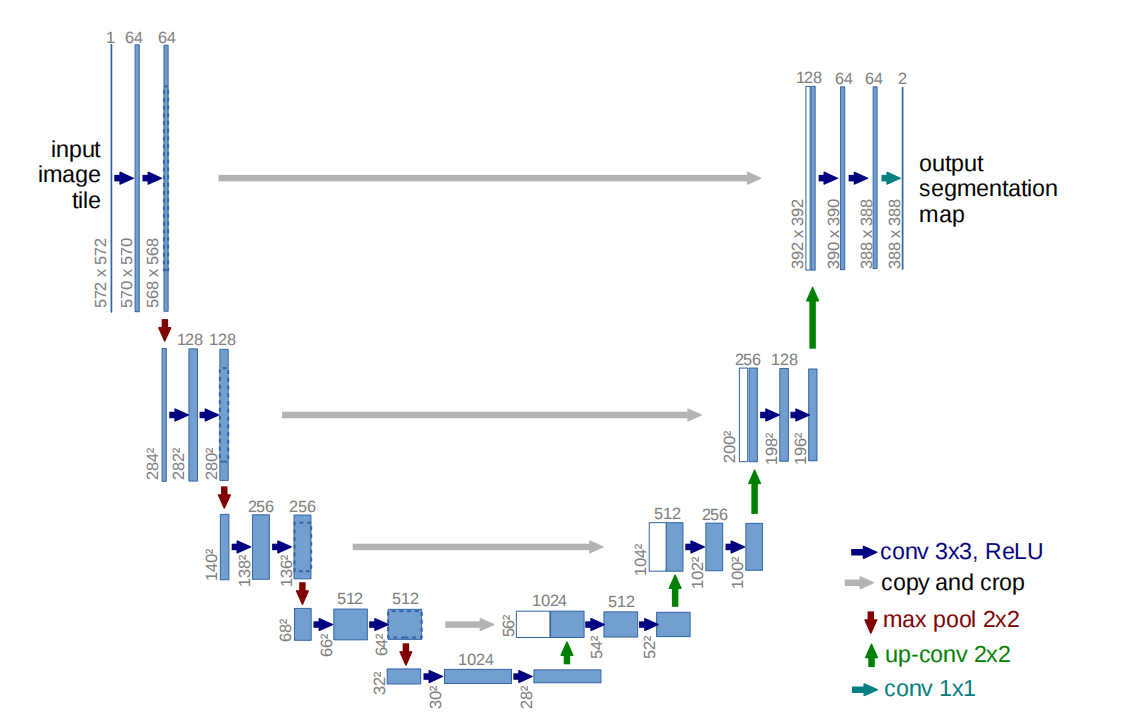 1 64 64
128 64 64 2
input
image
tile
output
segmentation
map
572 x 572
570 x 570
568 x 568
392 x 392
390 x 390
388 x 388
388 x 388
128 128
256 128
284²
282²
280²
200²
198²
196²
256 256
512 256
140²
138²
136²
104²
102²
100²
512 512
1024 512
68²
66²
64²
56²
54²
52²
1024
32²
30²
28²
conv 3x3, ReLU
copy and crop
max pool 2x2
up-conv 2x2
conv 1x1